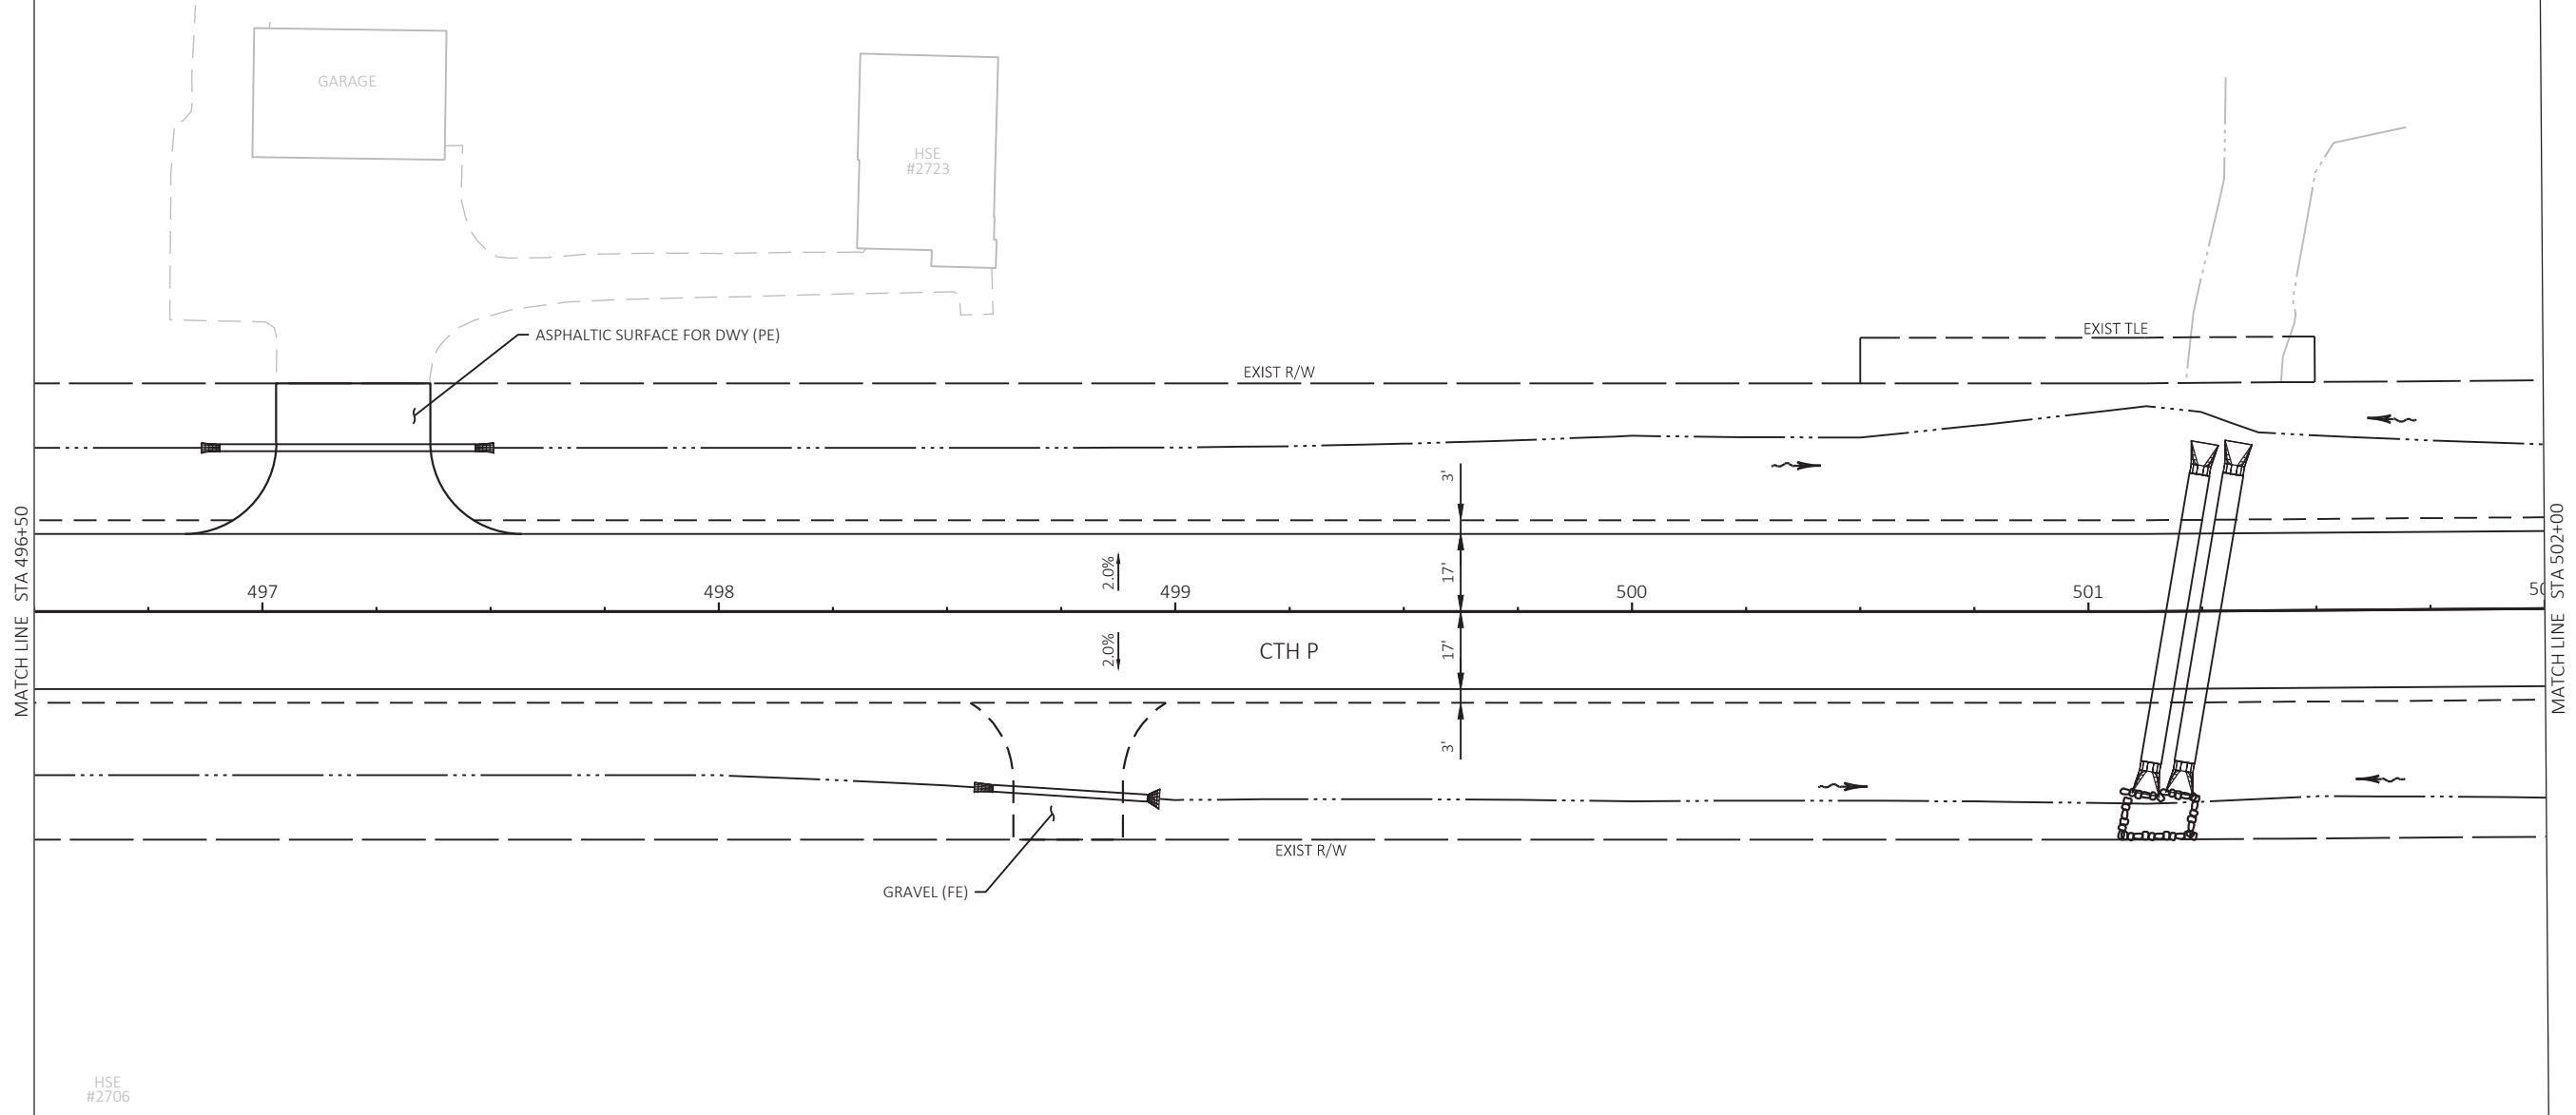 GARAGE
HSE
#2723
ASPHALTIC SURFACE FOR DWY (PE)
EXIST TLE
EXIST R/W
3'
17'
2.0%
497
498
499
500
501
50
MATCH LINE STA 496+50
MATCH LINE STA 502+00
2.0%
CTH P
17'
3'
EXIST R/W
GRAVEL (FE)
HSE
#2706